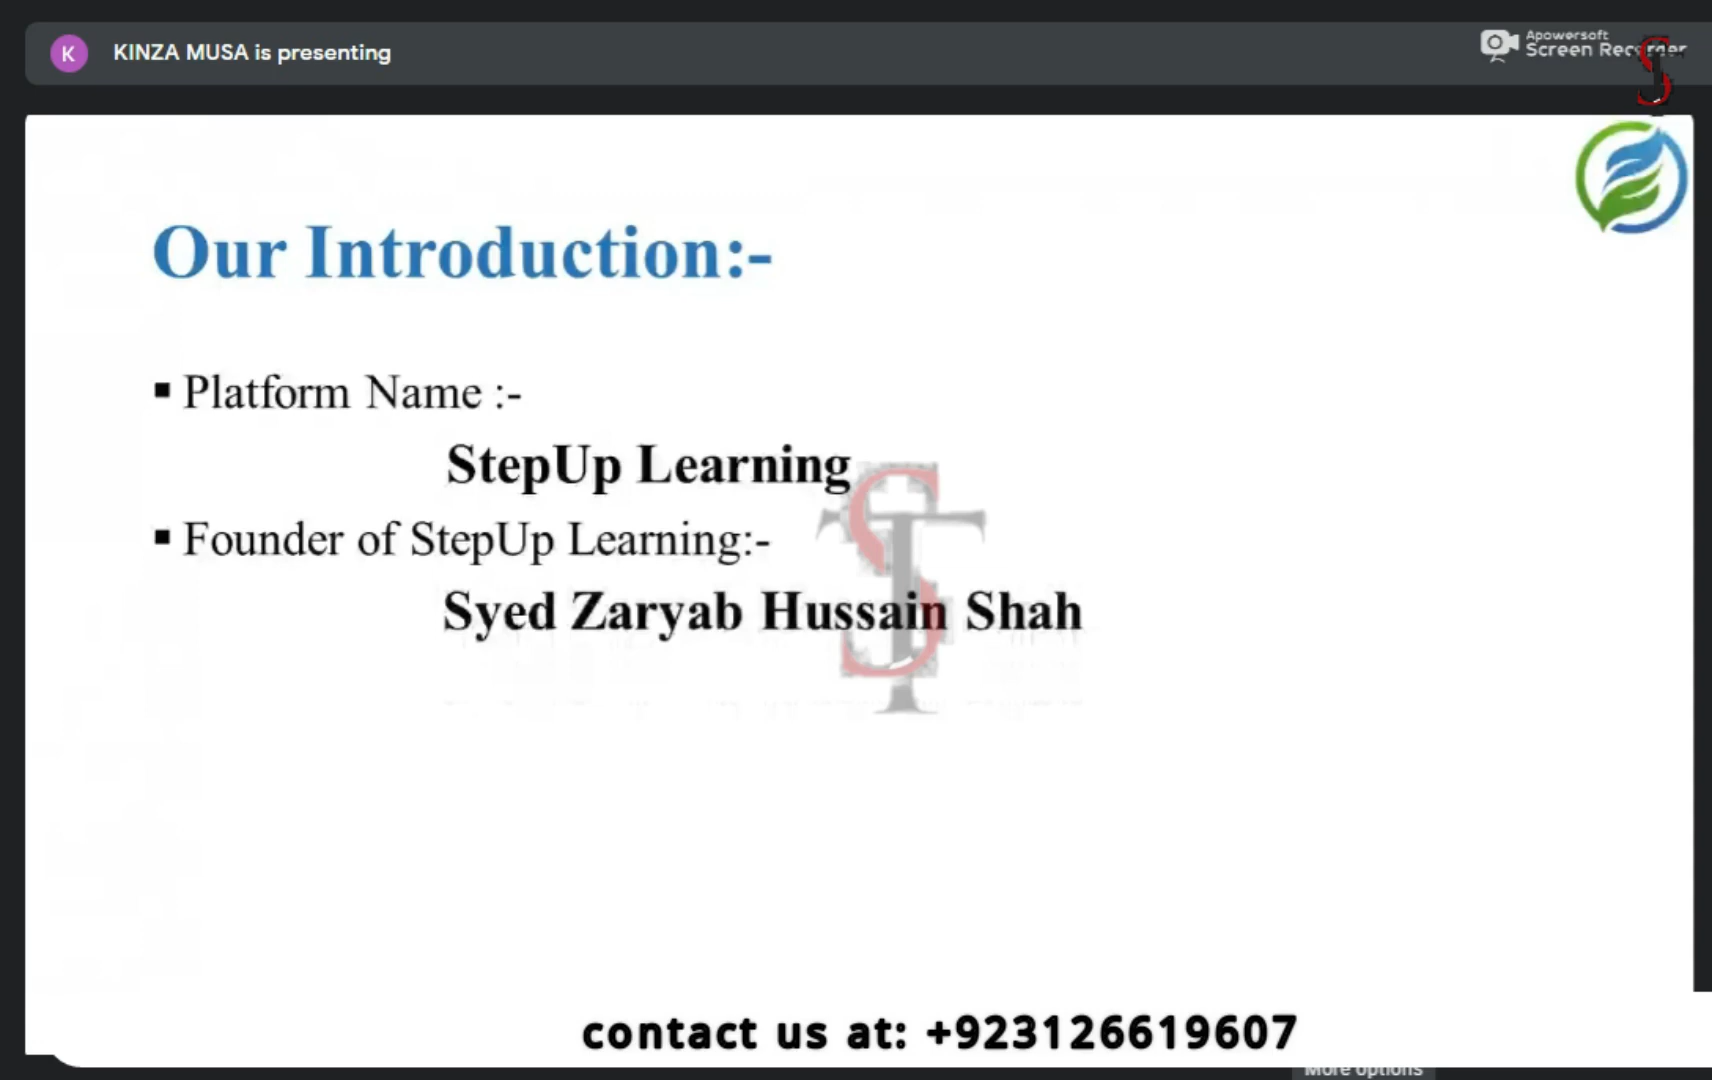 K
KINZA MUSA is presenting
Apowersoft
Screen Recorder
Our Introduction:-
▪ Platform Name :-
StepUp Learning
▪ Founder of StepUp Learning:-
Syed Zaryab Hussain Shah
contact us at: +923126619607
More options